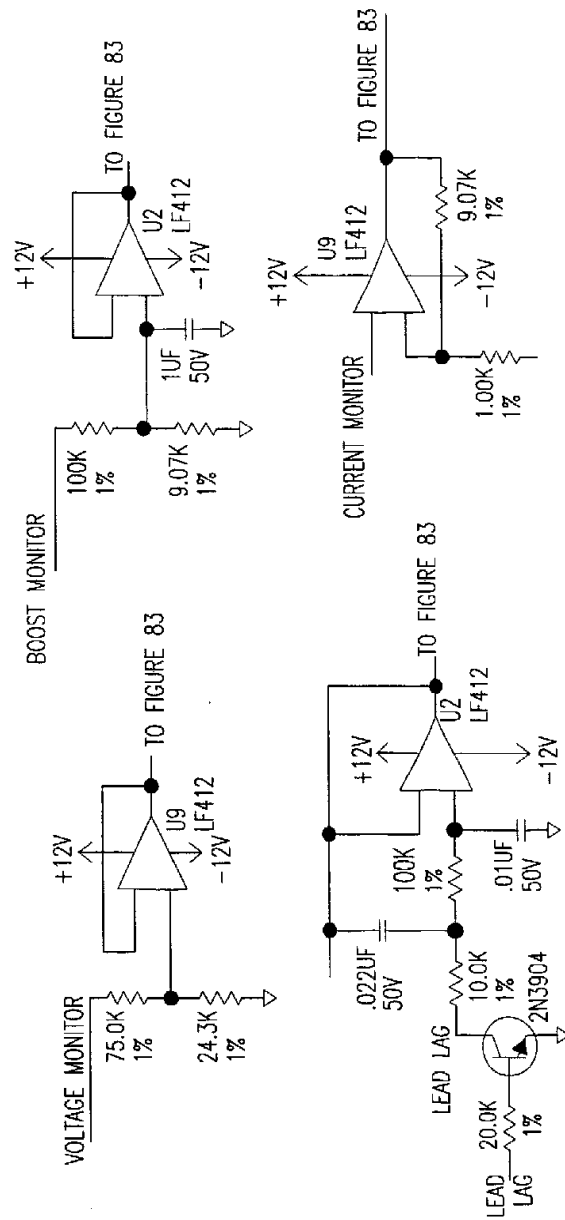 VOLTAGE MONITOR
75.0K
1%
24.3K
1%
+12V
-12V
U9
LF412
TO FIGURE 83
BOOST MONITOR
100K
1%
9.07K
1%
1UF
50V
+12V
-12V
U2
LF412
TO FIGURE 83
LEAD
LAG
20.0K
1%
LEAD LAG
2N3904
10.0K
1%
.022UF
50V
100K
1%
.01UF
50V
+12V
-12V
U2
LF412
TO FIGURE 83
CURRENT MONITOR
1.00K
1%
+12V
-12V
U9
LF412
9.07K
1%
TO FIGURE 83